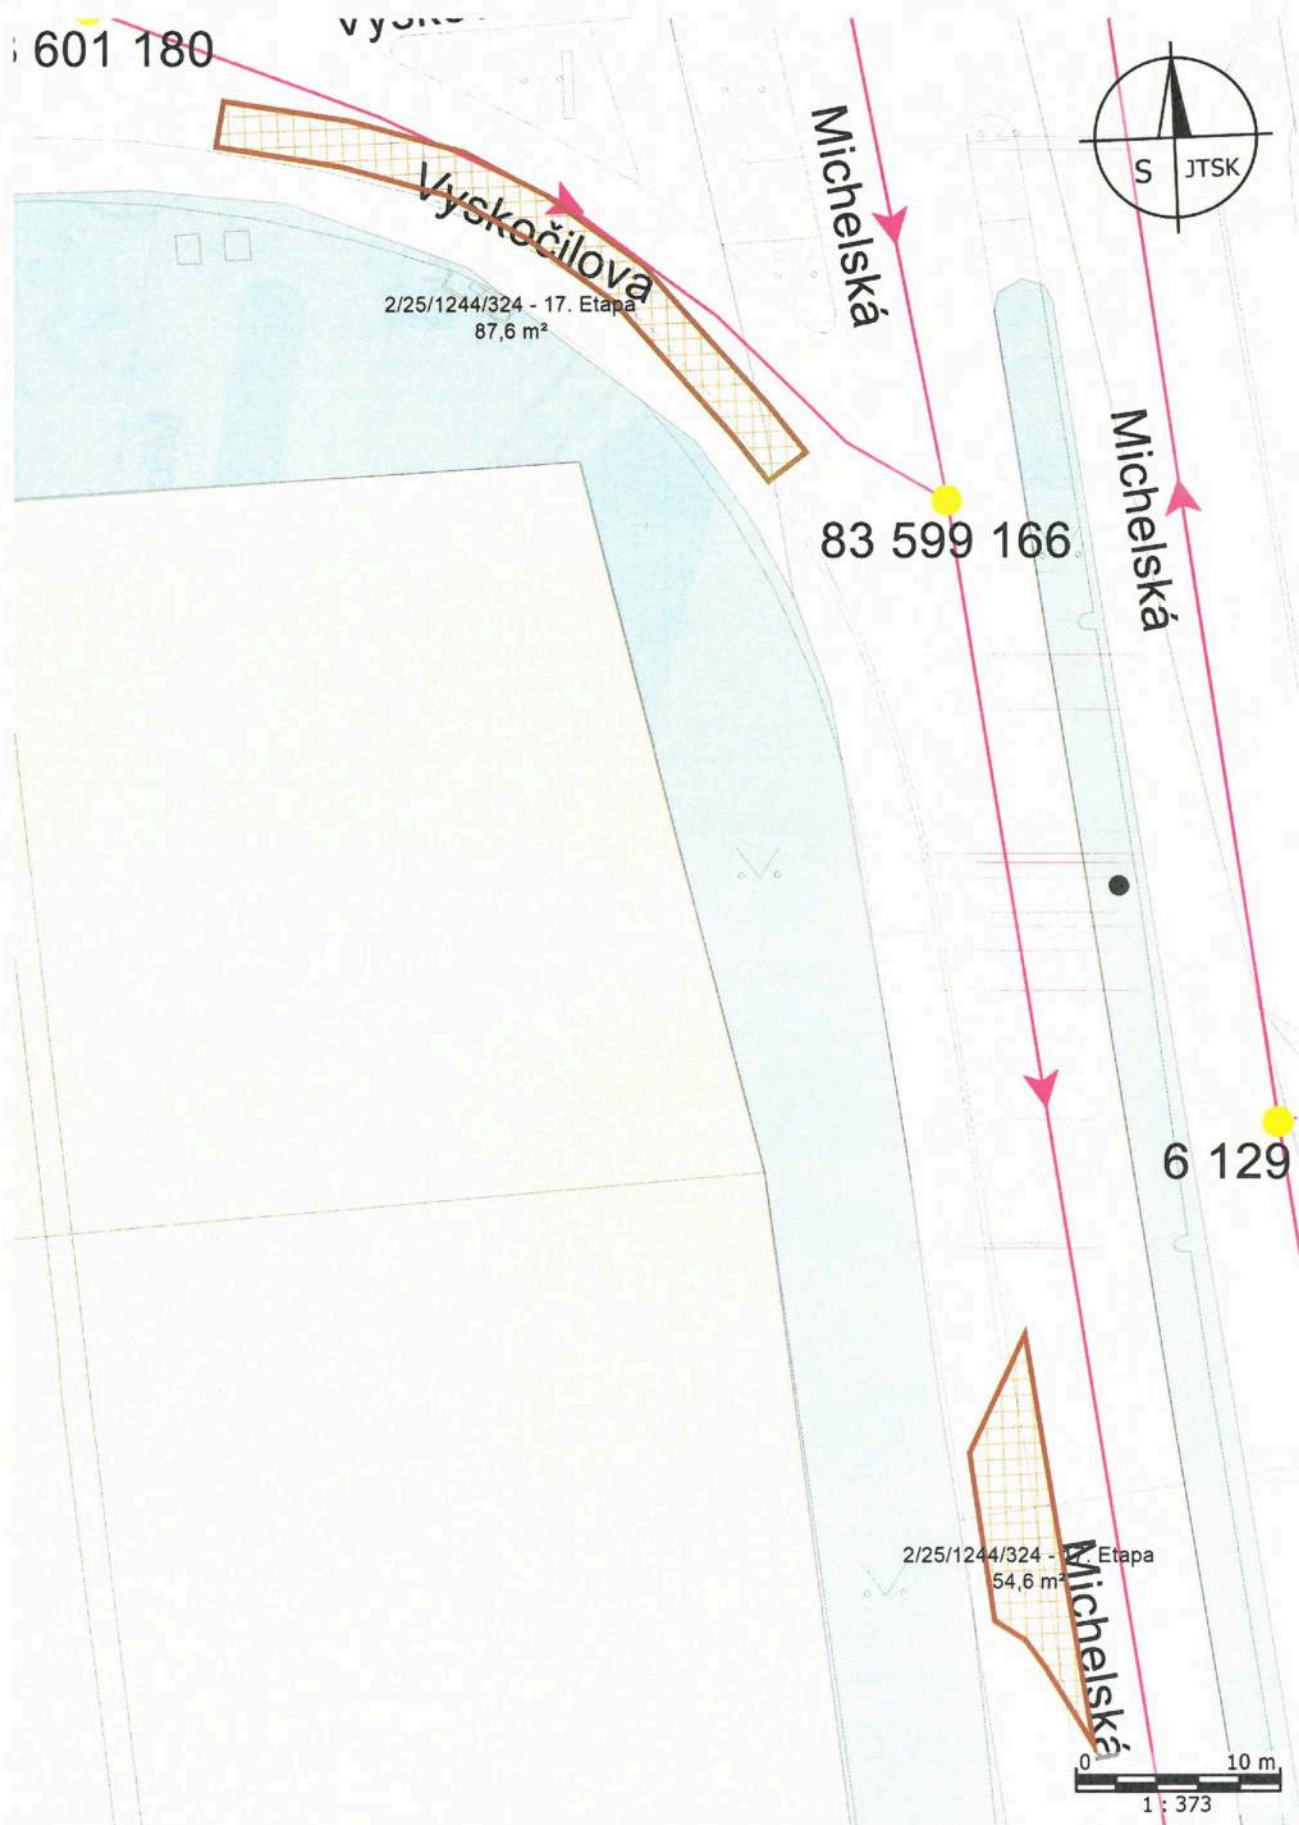 601 180
Michelská
S JTSK
Vyskočilova
2/25/1244/324 - 17. Etapa
87,6 m²
Michelská
83 599 166
6 129
2/25/1244/324 - 17. Etapa
54,6 m²
Michelská
0 10 m
1 : 373